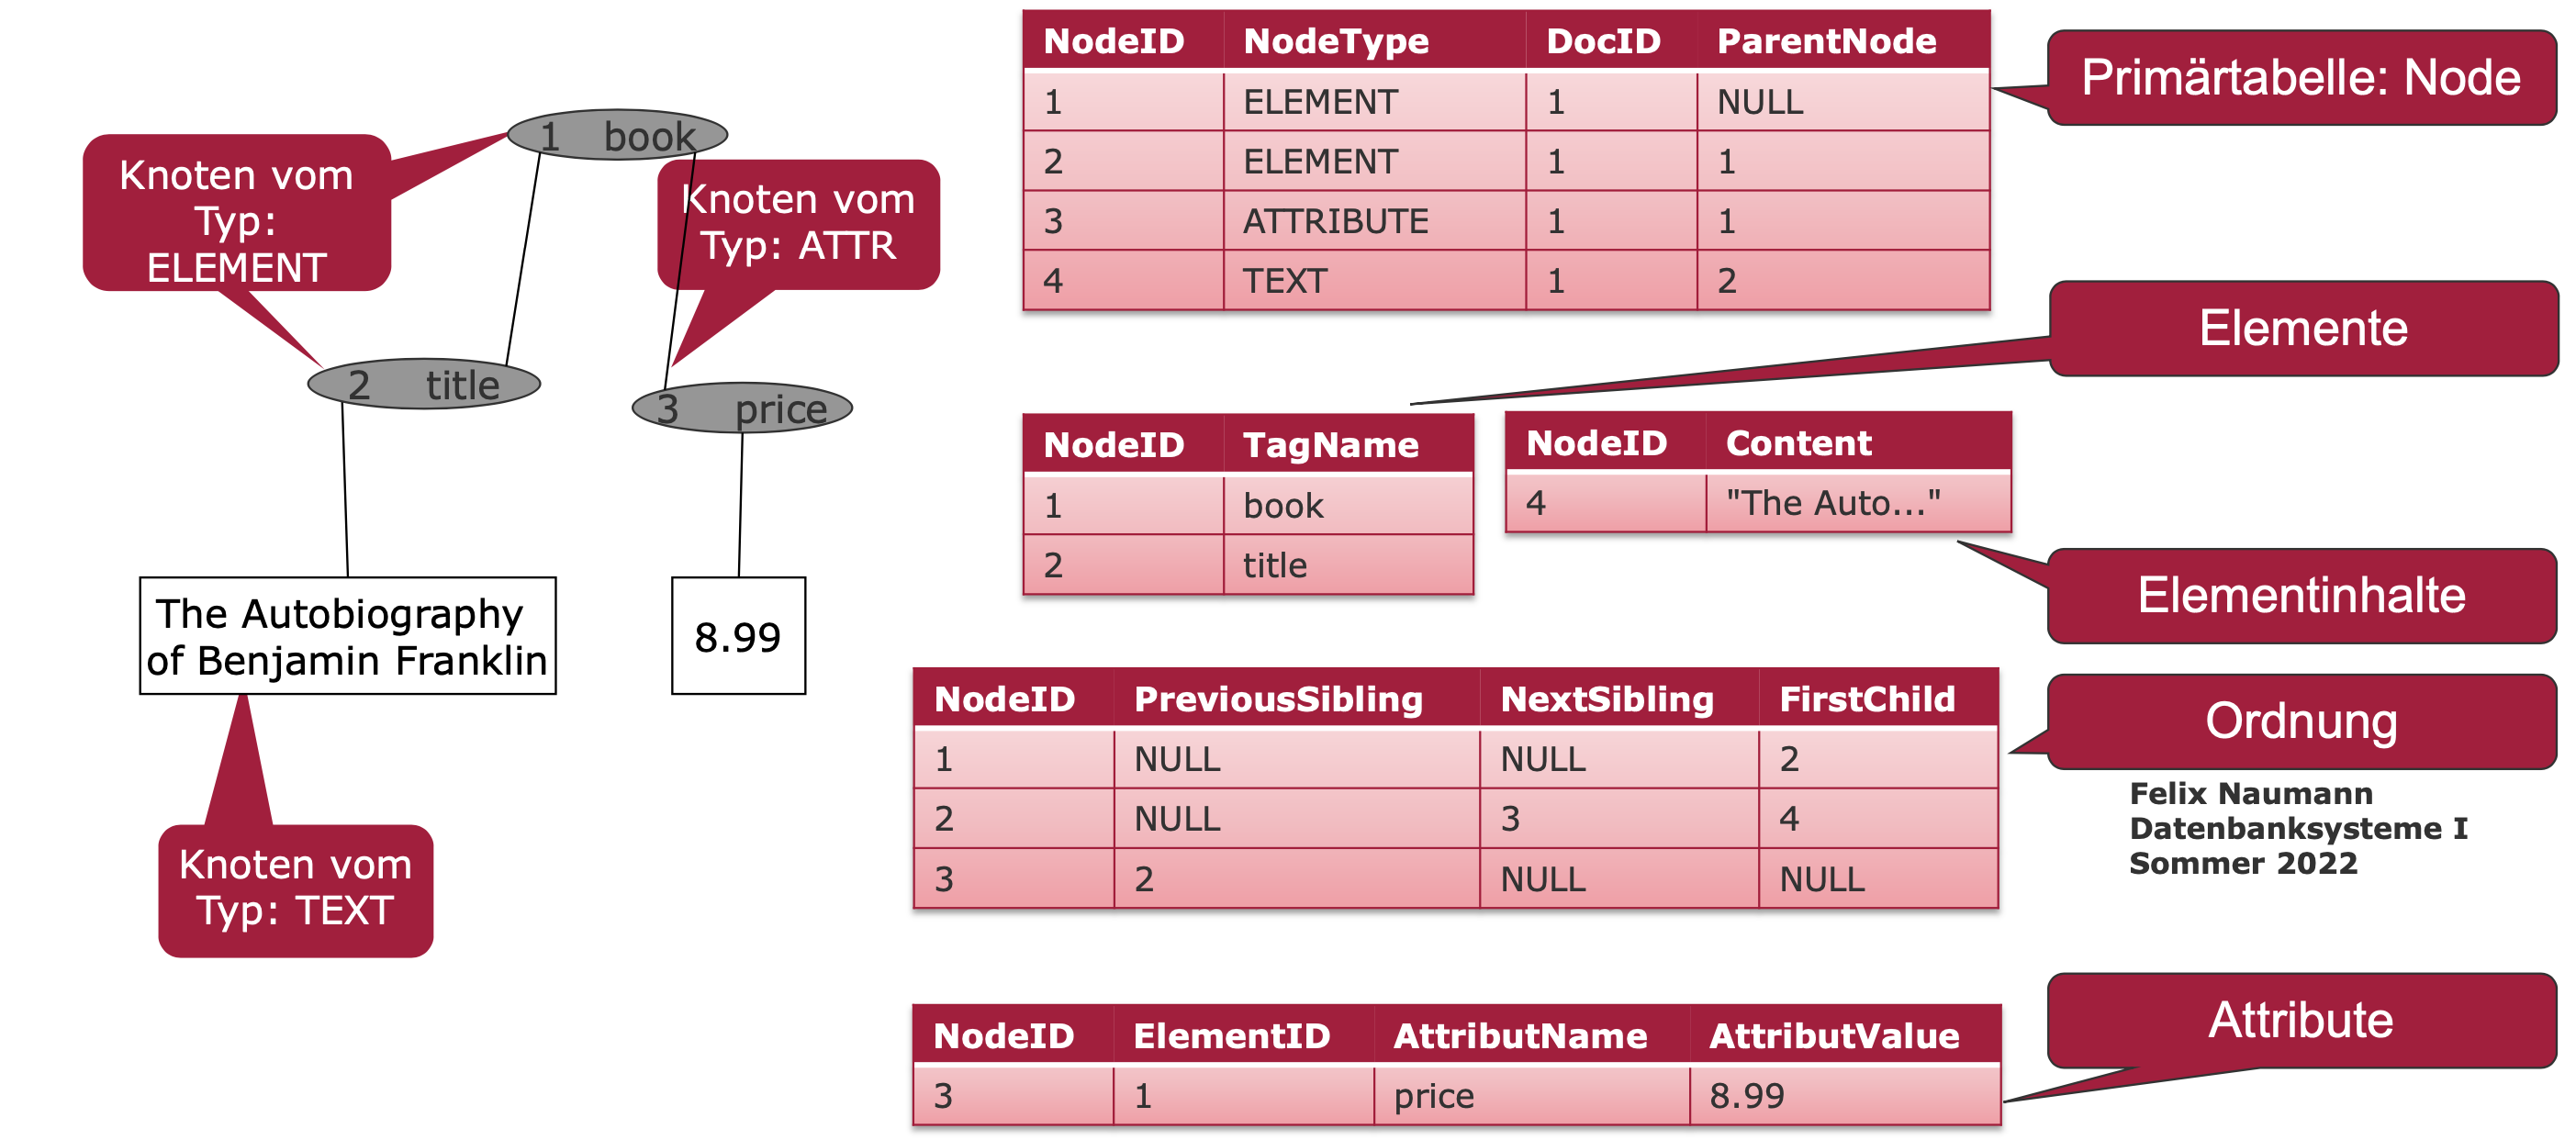 1 book
Knoten vom
Typ:
ELEMENT
Knoten vom
Typ: ATTR
2 title
3 price
The Autobiography
of Benjamin Franklin
8.99
Knoten vom
Typ: TEXT
NodeID NodeType DocID ParentNode
1 ELEMENT 1 NULL
2 ELEMENT 1 1
3 ATTRIBUTE 1 1
4 TEXT 1 2
Primärtabelle: Node
Elemente
NodeID TagName
1 book
2 title
NodeID Content
4 "The Auto..."
Elementinhalte
NodeID PreviousSibling NextSibling FirstChild
1 NULL NULL 2
2 NULL 3 4
3 2 NULL NULL
Ordnung
Felix Naumann
Datenbanksysteme I
Sommer 2022
NodeID ElementID AttributName AttributValue
3 1 price 8.99
Attribute